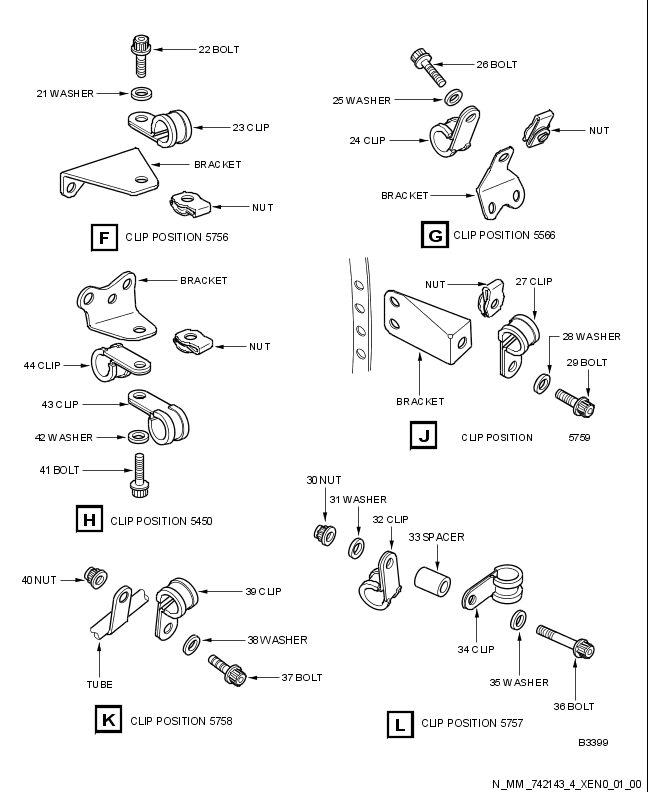 22 BOLT
21 WASHER
23 CLIP
BRACKET
NUT
F CLIP POSITION 5756
26 BOLT
25 WASHER
24 CLIP
NUT
BRACKET
G CLIP POSITION 5566
BRACKET
NUT
44 CLIP
43 CLIP
42 WASHER
41 BOLT
H CLIP POSITION 5450
NUT
27 CLIP
28 WASHER
29 BOLT
BRACKET
J CLIP POSITION 5759
40 NUT
39 CLIP
38 WASHER
37 BOLT
TUBE
K CLIP POSITION 5758
30 NUT
31 WASHER
32 CLIP
33 SPACER
34 CLIP
35 WASHER
36 BOLT
L CLIP POSITION 5757
B3399
N_MM_742143_4_XEN0_01_00